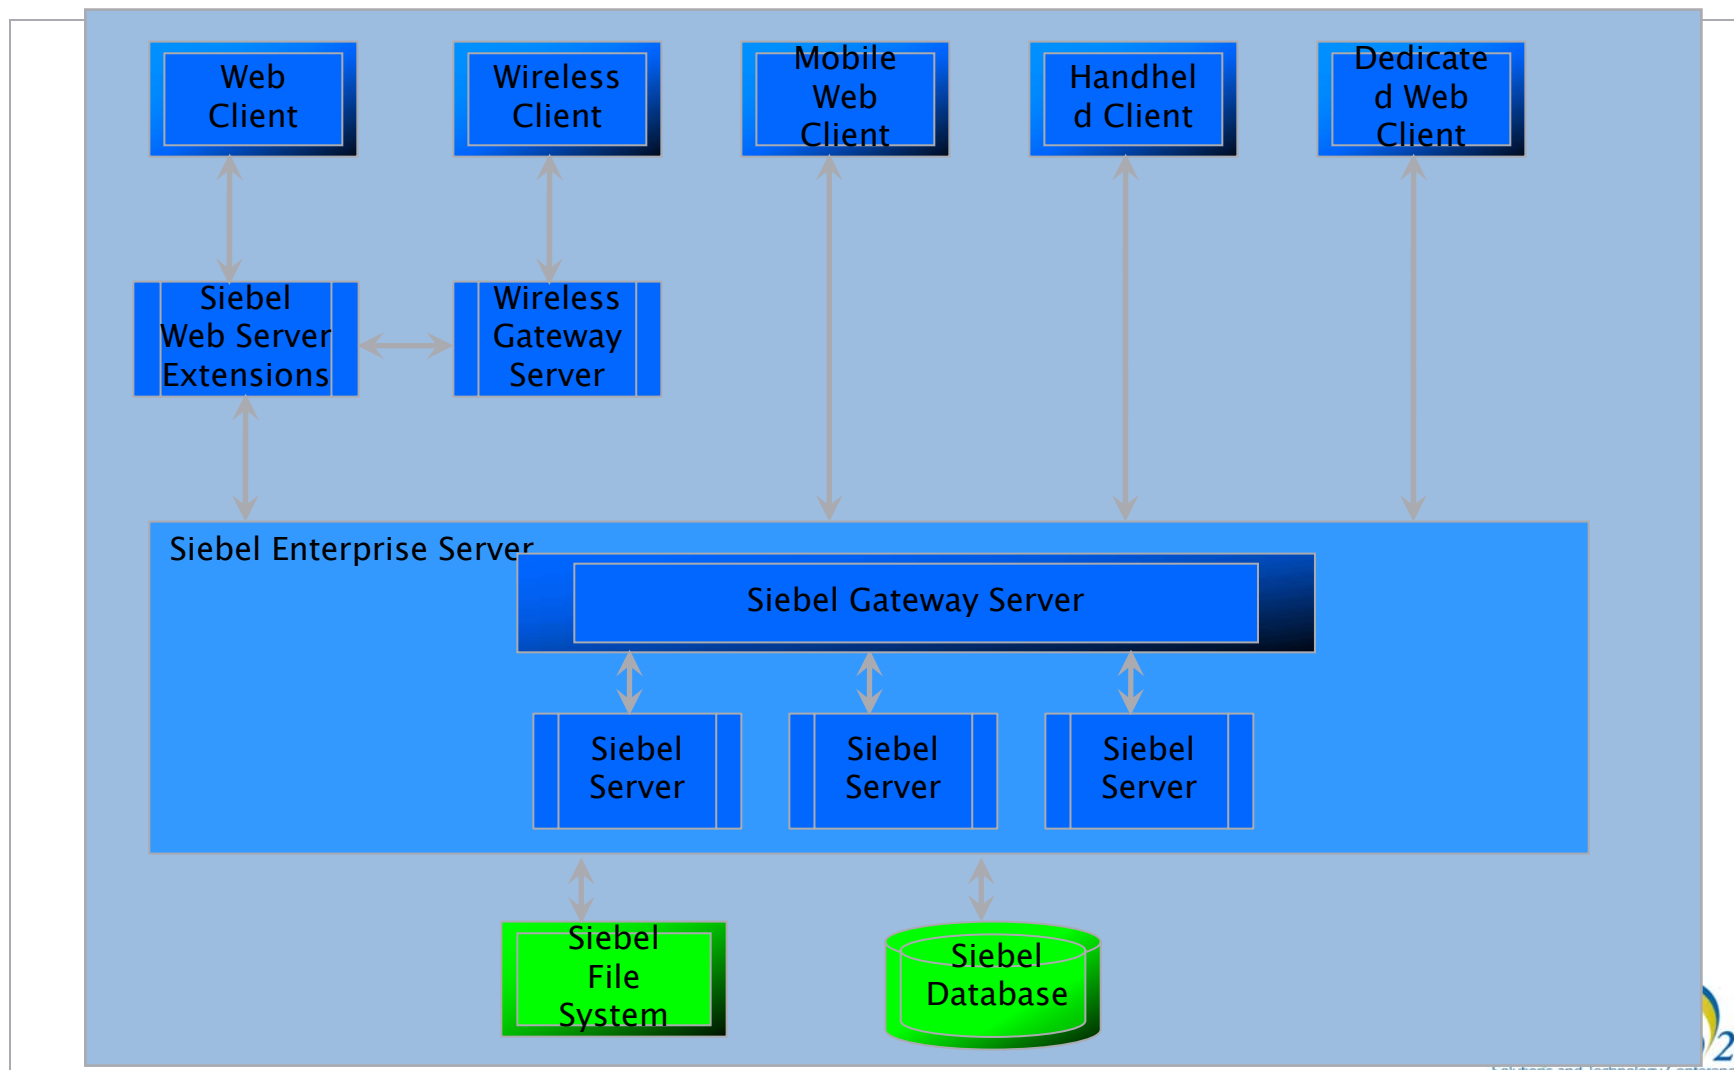 Web
Client
Wireless
Client
Mobile
Web
Client
Handhel
d Client
Dedicate
d Web
Client
Siebel
Web Server
Extensions
Wireless
Gateway
Server
Siebel Enterprise Server
Siebel Gateway Server
Siebel
Server
Siebel
Server
Siebel
Server
Siebel
File
System
Siebel
Database
2